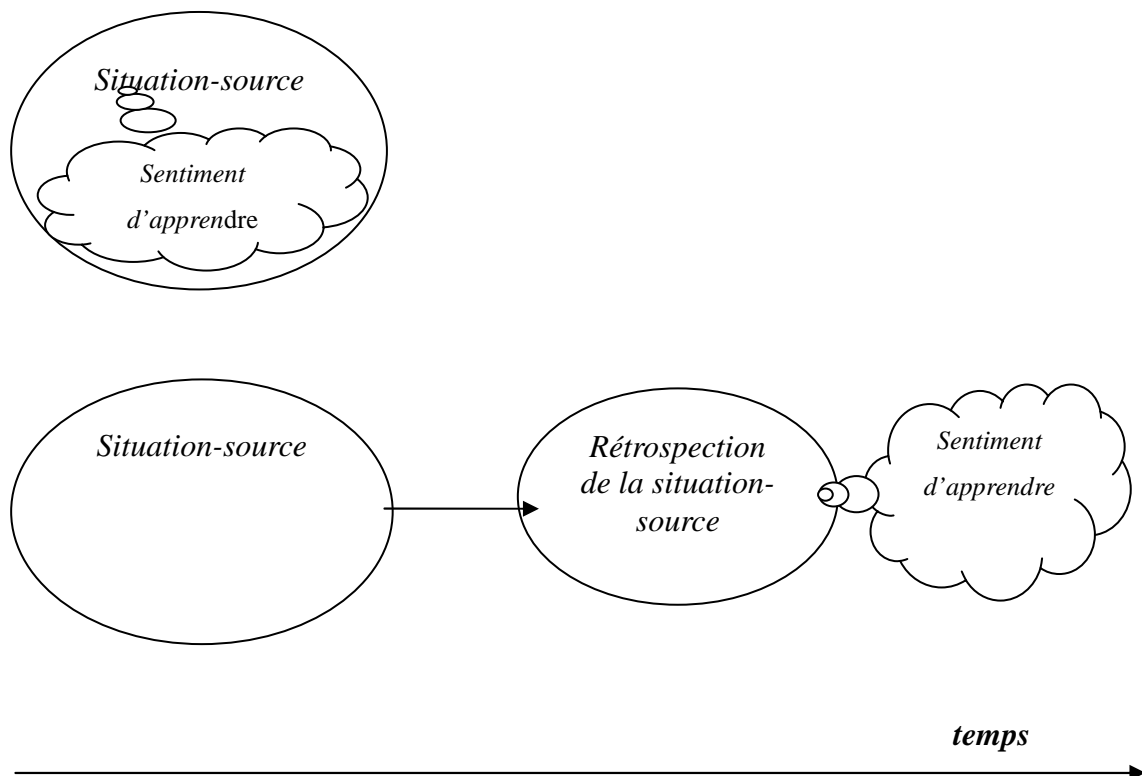 Situation-source
Sentiment
d’apprendre
Situation-source
Rétrospection
de la situation-
source
Sentiment
d’apprendre
temps